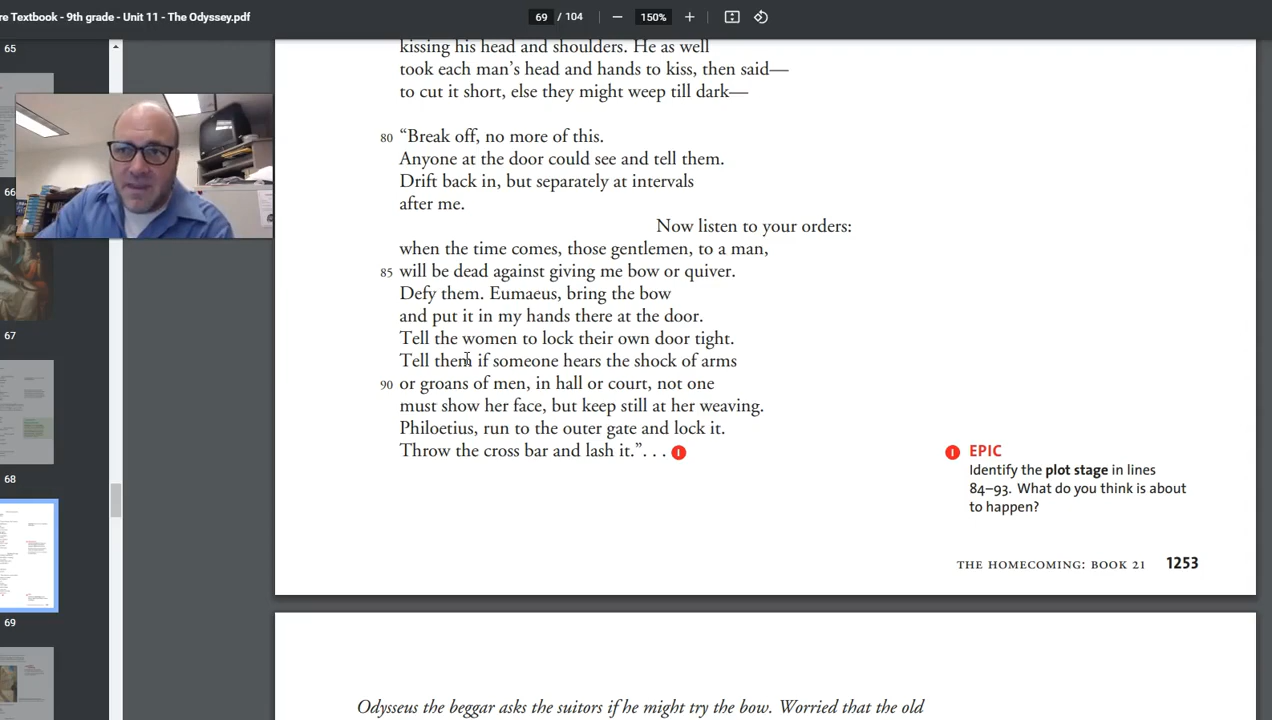 re Textbook - 9th grade - Unit 11 - The Odyssey.pdf
69 / 104
150%
65
66
67
68
69
kissing his head and shoulders. He as well
took each man's head and hands to kiss, then said—
to cut it short, else they might weep till dark—
80 “Break off, no more of this.
Anyone at the door could see and tell them.
Drift back in, but separately at intervals
after me.
Now listen to your orders:
when the time comes, those gentlemen, to a man,
85 will be dead against giving me bow or quiver.
Defy them. Eumaeus, bring the bow
and put it in my hands there at the door.
Tell the women to lock their own door tight.
Tell them if someone hears the shock of arms
90 or groans of men, in hall or court, not one
must show her face, but keep still at her weaving.
Philoetius, run to the outer gate and lock it.
Throw the cross bar and lash it.”. . . I
I EPIC
Identify the plot stage in lines
84–93. What do you think is about
to happen?
THE HOMECOMING: BOOK 21 1253
Odysseus the beggar asks the suitors if he might try the bow. Worried that the old